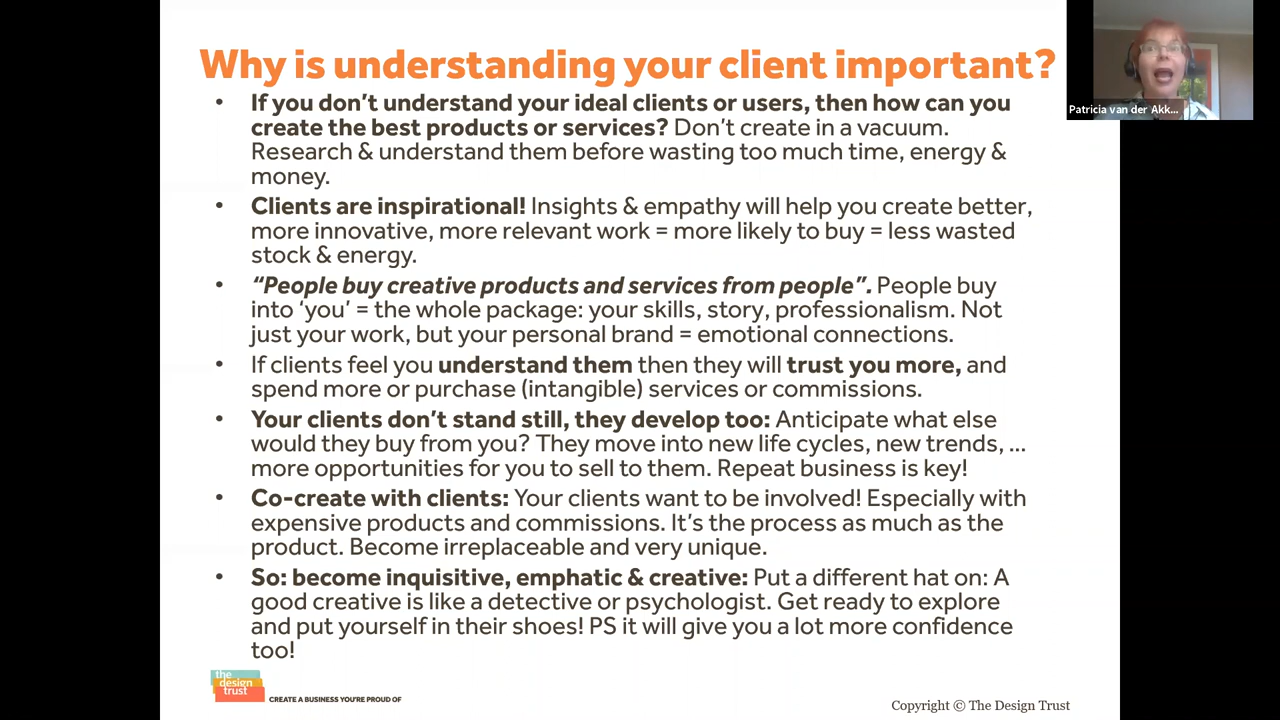 Why is understanding your client important?
• If you don't understand your ideal clients or users, then how can you
create the best products or services? Don't create in a vacuum.
Research & understand them before wasting too much time, energy &
money.
• Clients are inspirational! Insights & empathy will help you create better,
more innovative, more relevant work = more likely to buy = less wasted
stock & energy.
• “People buy creative products and services from people”. People buy
into ‘you’ = the whole package: your skills, story, professionalism. Not
just your work, but your personal brand = emotional connections.
• If clients feel you understand them then they will trust you more, and
spend more or purchase (intangible) services or commissions.
• Your clients don't stand still, they develop too: Anticipate what else
would they buy from you? They move into new life cycles, new trends, ...
more opportunities for you to sell to them. Repeat business is key!
• Co-create with clients: Your clients want to be involved! Especially with
expensive products and commissions. It's the process as much as the
product. Become irreplaceable and very unique.
• So: become inquisitive, emphatic & creative: Put a different hat on: A
good creative is like a detective or psychologist. Get ready to explore
and put yourself in their shoes! PS it will give you a lot more confidence
too!
the
design
trust
CREATE A BUSINESS YOU'RE PROUD OF
Copyright © The Design Trust
Patricia van der Akk...